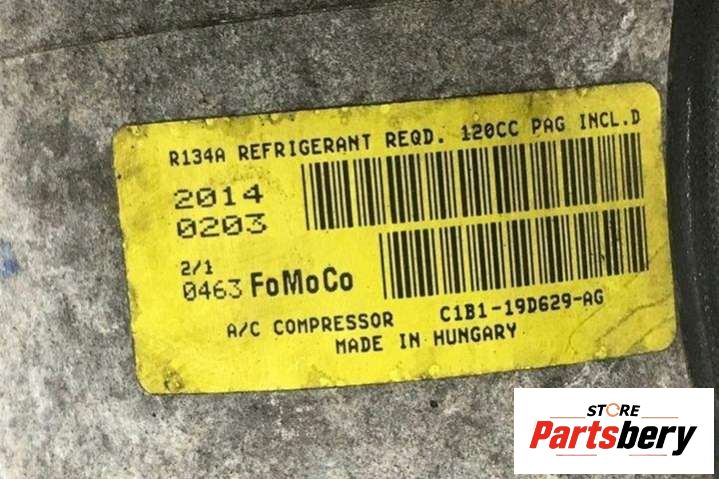 R134A REFRIGERANT REQD. 120CC PAG INCL.D
2014
0203
2/1
0463 FoMoCo
A/C COMPRESSOR C1B1-19D629-AG
MADE IN HUNGARY
STORE
Partsbery